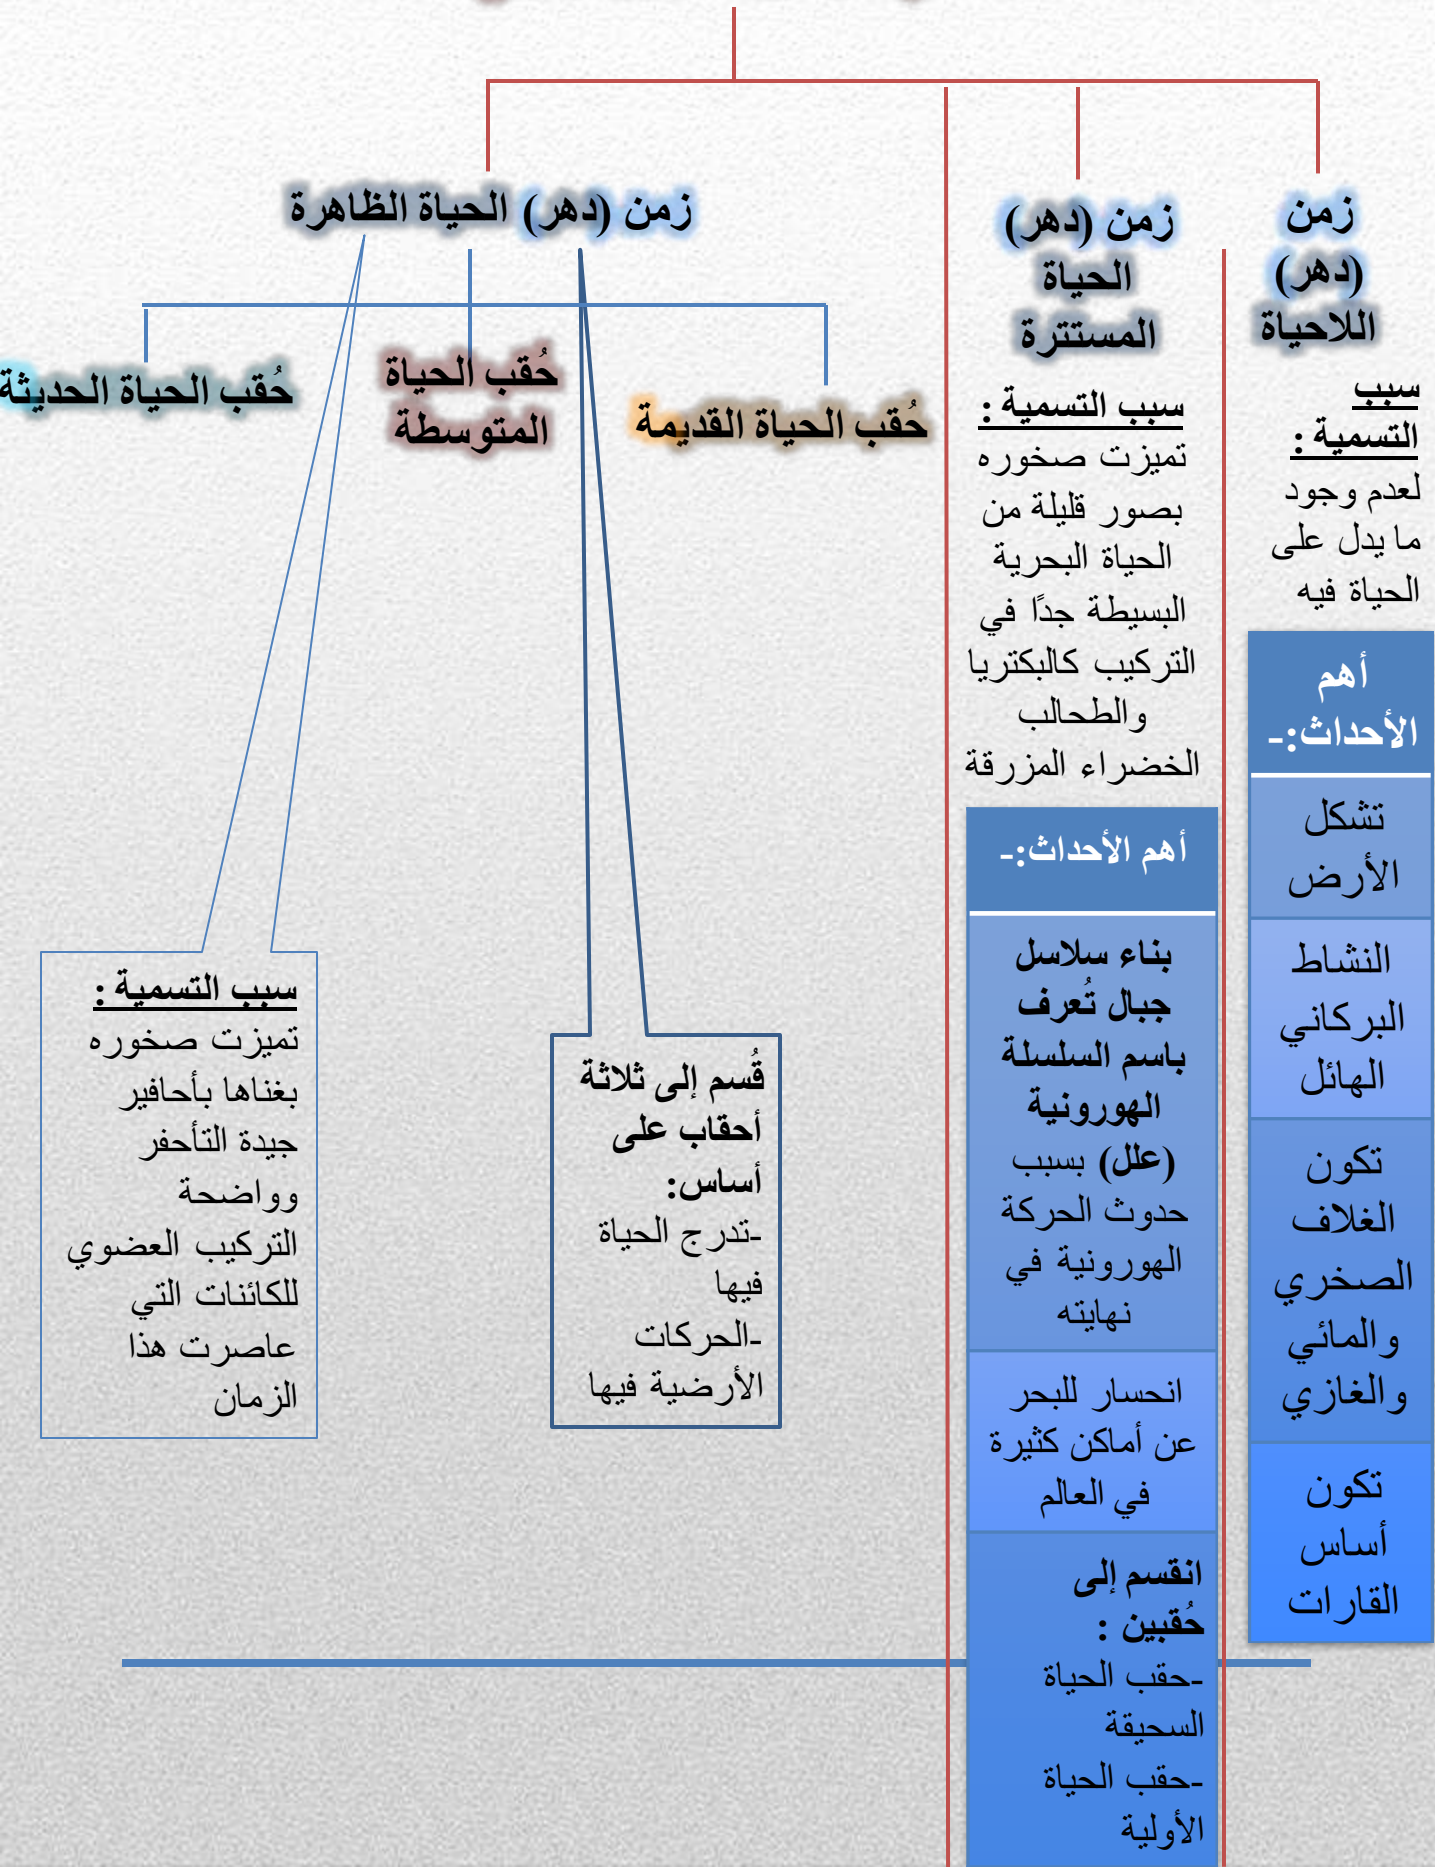 زمن
(دهر)
اللاحياة
سبب
التسمية :
لعدم وجود
ما يدل على
الحياة فيه
أهم
الأحداث:-
تشكل
الأرض
النشاط
البركاني
الهائل
تكون
الغلاف
الصخري
والمائي
والغازي
تكون
أساس
القارات
زمن (دهر)
الحياة
المستترة
سبب التسمية :
تميزت صخوره
بصور قليلة من
الحياة البحرية
البسيطة جدًا في
التركيب كالبكتريا
والطحالب
الخضراء المزرقة
أهم الأحداث:-
بناء سلاسل
جبال تُعرف
باسم السلسلة
الهورونية
(علل) بسبب
حدوث الحركة
الهورونية في
نهايته
انحسار للبحر
عن أماكن كثيرة
في العالم
انقسم إلى
حُقبين :
-حقب الحياة
السحيقة
-حقب الحياة
الأولية
زمن (دهر) الحياة الظاهرة
حُقب الحياة القديمة
حُقب الحياة
المتوسطة
حُقب الحياة الحديثة
قُسم إلى ثلاثة
أحقاب على
أساس:
-تدرج الحياة
فيها
-الحركات
الأرضية فيها
سبب التسمية :
تميزت صخوره
بغناها بأحافير
جيدة التأحفر
وواضحة
التركيب العضوي
للكائنات التي
عاصرت هذا
الزمان